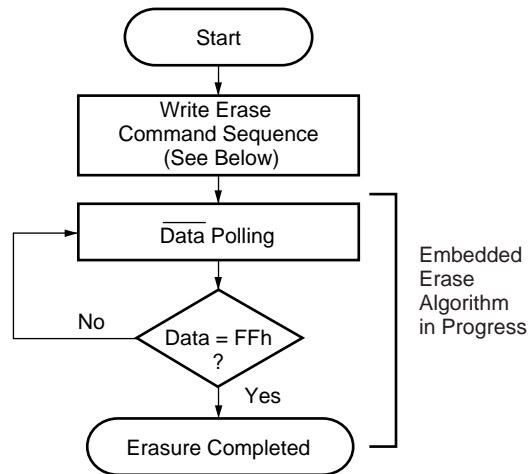 Start
Write Erase
Command Sequence
(See Below)
Data Polling
Embedded
Erase
Algorithm
in Progress
No
Data = FFh
?
Yes
Erasure Completed